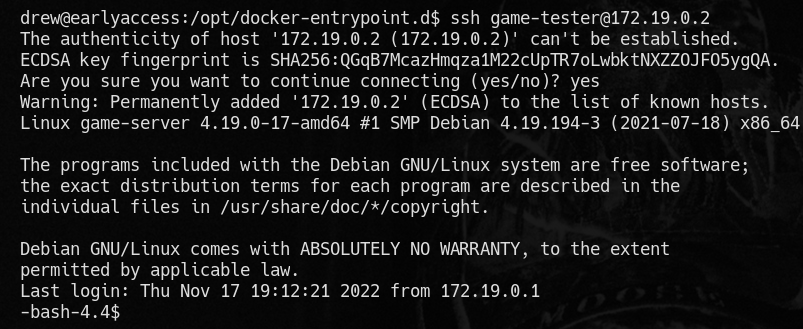 drew@earlyaccess:/opt/docker-entrypoint.d$ ssh game-tester@172.19.0.2
The authenticity of host '172.19.0.2 (172.19.0.2)' can't be established.
ECDSA key fingerprint is SHA256:QGqB7McazHmqza1M22cUpTR7oLwbktNXZZOJFO5ygQA.
Are you sure you want to continue connecting (yes/no)? yes
Warning: Permanently added '172.19.0.2' (ECDSA) to the list of known hosts.
Linux game-server 4.19.0-17-amd64 #1 SMP Debian 4.19.194-3 (2021-07-18) x86_64
The programs included with the Debian GNU/Linux system are free software;
the exact distribution terms for each program are described in the
individual files in /usr/share/doc/*/copyright.
Debian GNU/Linux comes with ABSOLUTELY NO WARRANTY, to the extent
permitted by applicable law.
Last login: Thu Nov 17 19:12:21 2022 from 172.19.0.1
-bash-4.4$